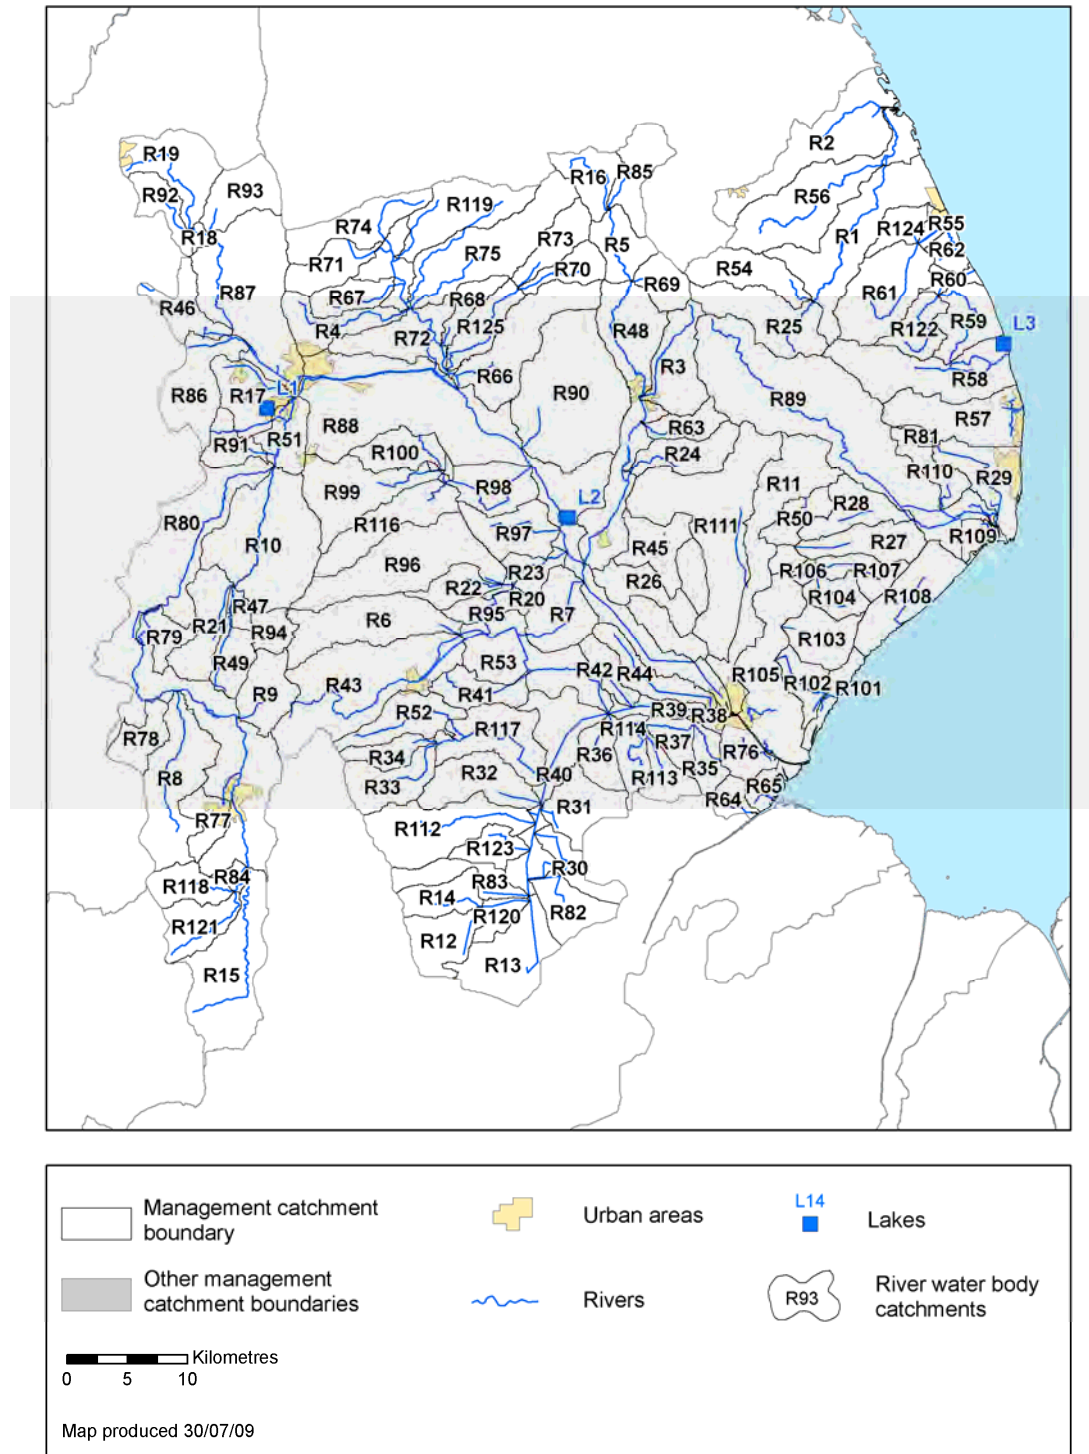 R2
R19
R16
R85
R92
R93
R56
R119
R74
R124
R55
R18
R1
R73
R5
R62
R75
R71
R54
R70
R60
R69
R87
R61
R67
R68
R46
R59
R4
R125
R48
R25
R122
L3
R72
R3
R66
R58
L1
R86
R17
R90
R89
R57
R88
R63
R81
R51
R91
R100
R24
R110
R29
R11
R98
R99
L2
R28
R80
R116
R50
R111
R97
R109
R27
R10
R45
R96
R23
R106
R107
R26
R22
R20
R104
R108
R47
R95
R7
R6
R21
R94
R79
R103
R49
R53
R42
R44
R105
R102
R101
R43
R9
R41
R52
R39
R38
R78
R117
R114
R37
R34
R36
R76
R32
R40
R35
R8
R113
R33
R65
R64
R31
R77
R112
R123
R30
R84
R83
R118
R14
R120
R82
R121
R12
R13
R15
Management catchment
boundary
Urban areas
L14
Lakes
Other management
catchment boundaries
Rivers
R93
River water body
catchments
Kilometres
0 5 10
Map produced 30/07/09